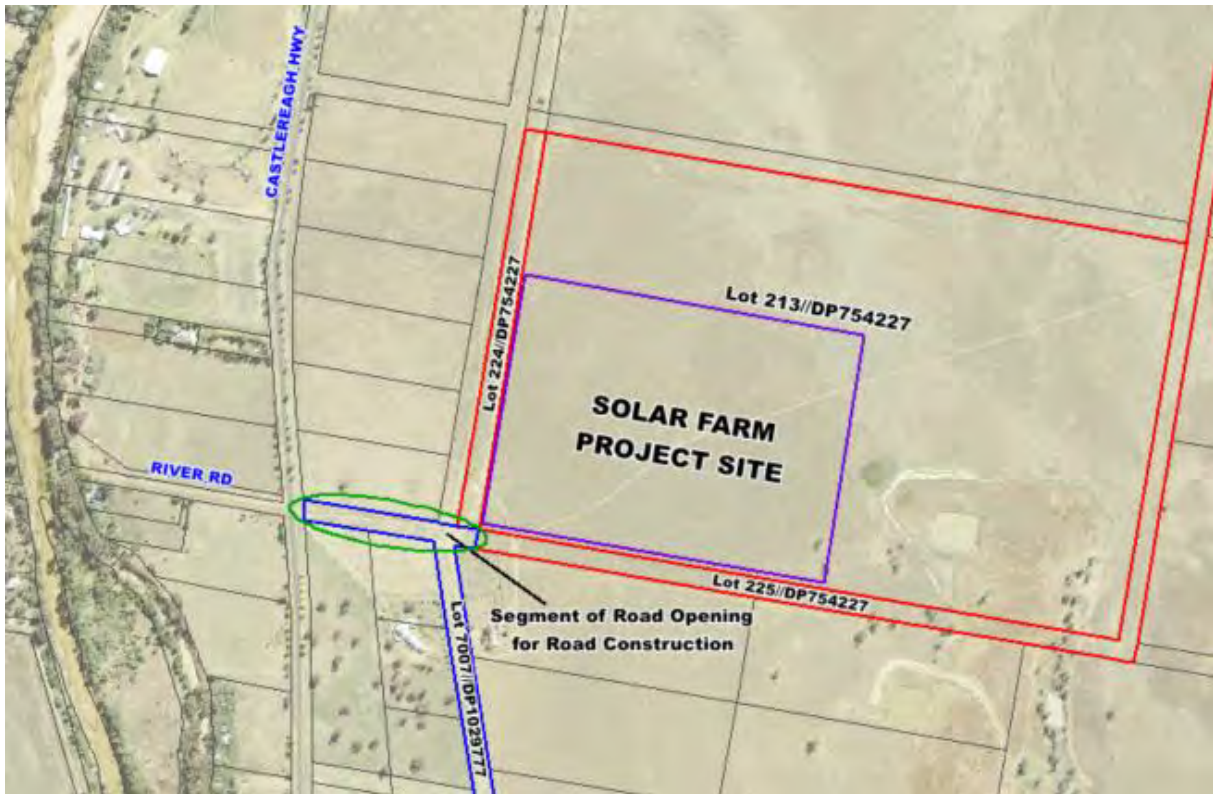 CASTLEREAGH HWY
Lot 224//DP754227
Lot 213//DP754227
SOLAR FARM
PROJECT SITE
RIVER RD
Lot 225//DP754227
Segment of Road Opening
for Road Construction
Lot 7007//DP1029777